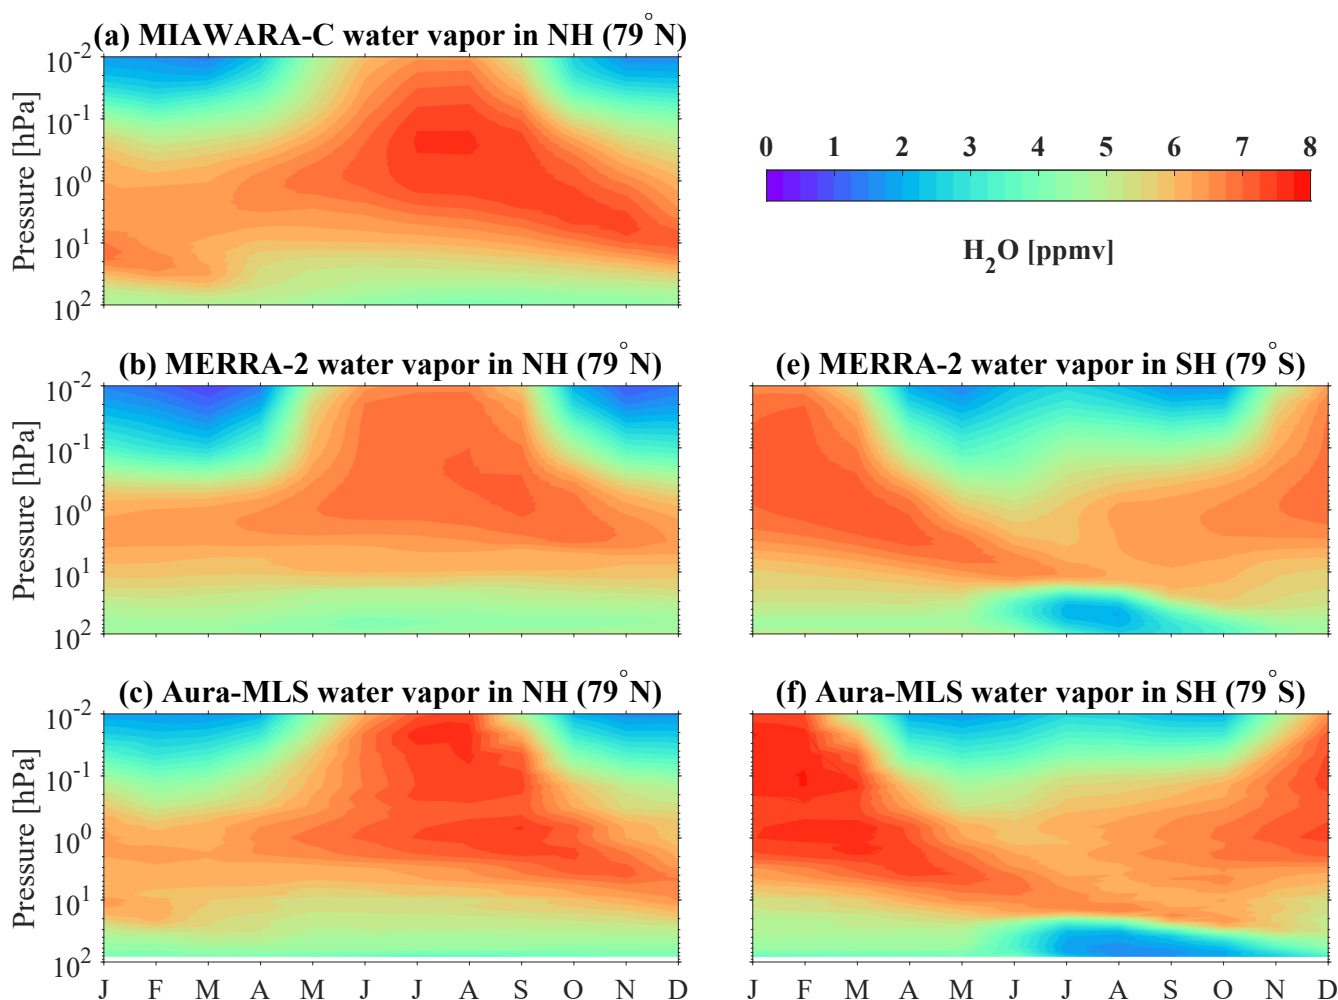 (a) MIAWARA-C water vapor in NH (79°N)
Pressure [hPa]
10-2
10-1
100
101
102
0 1 2 3 4 5 6 7 8
H2O [ppmv]
(b) MERRA-2 water vapor in NH (79°N)
Pressure [hPa]
10-2
10-1
100
101
102
(e) MERRA-2 water vapor in SH (79°S)
(c) Aura-MLS water vapor in NH (79°N)
Pressure [hPa]
10-2
10-1
100
101
102
J F M A M J J A S O N D
(f) Aura-MLS water vapor in SH (79°S)
J F M A M J J A S O N D